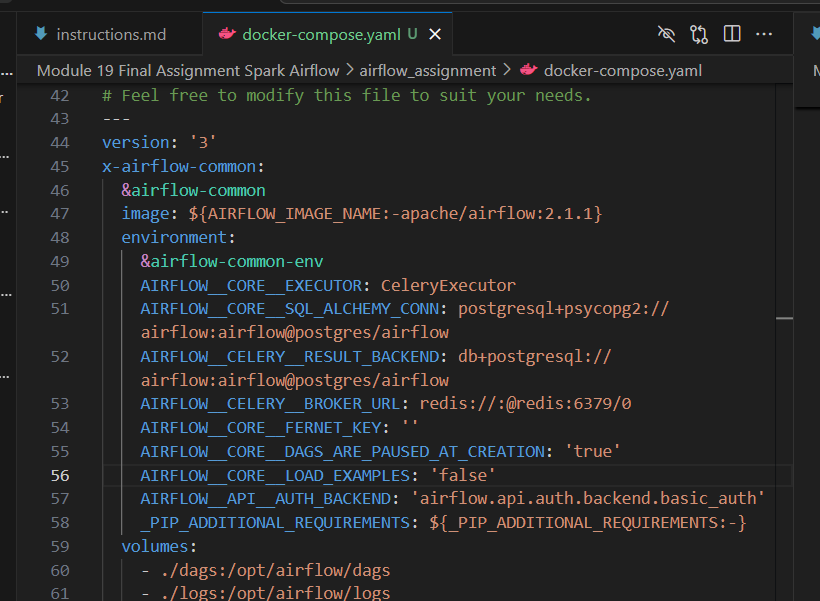 instructions.md
docker-compose.yaml U
Module 19 Final Assignment Spark Airflow > airflow_assignment > docker-compose.yaml
42 # Feel free to modify this file to suit your needs.
43 ---
44 version: '3'
45 x-airflow-common:
46 &airflow-common
47 image: ${AIRFLOW_IMAGE_NAME:-apache/airflow:2.1.1}
48 environment:
49 &airflow-common-env
50 AIRFLOW__CORE__EXECUTOR: CeleryExecutor
51 AIRFLOW__CORE__SQL_ALCHEMY_CONN: postgresql+psycopg2://
airflow:airflow@postgres/airflow
52 AIRFLOW__CELERY__RESULT_BACKEND: db+postgresql://
airflow:airflow@postgres/airflow
53 AIRFLOW__CELERY__BROKER_URL: redis://:@redis:6379/0
54 AIRFLOW__CORE__FERNET_KEY: ''
55 AIRFLOW__CORE__DAGS_ARE_PAUSED_AT_CREATION: 'true'
56 AIRFLOW__CORE__LOAD_EXAMPLES: 'false'
57 AIRFLOW__API__AUTH_BACKEND: 'airflow.api.auth.backend.basic_auth'
58 _PIP_ADDITIONAL_REQUIREMENTS: ${_PIP_ADDITIONAL_REQUIREMENTS:-}
59 volumes:
60 - ./dags:/opt/airflow/dags
61 - ./logs:/opt/airflow/logs